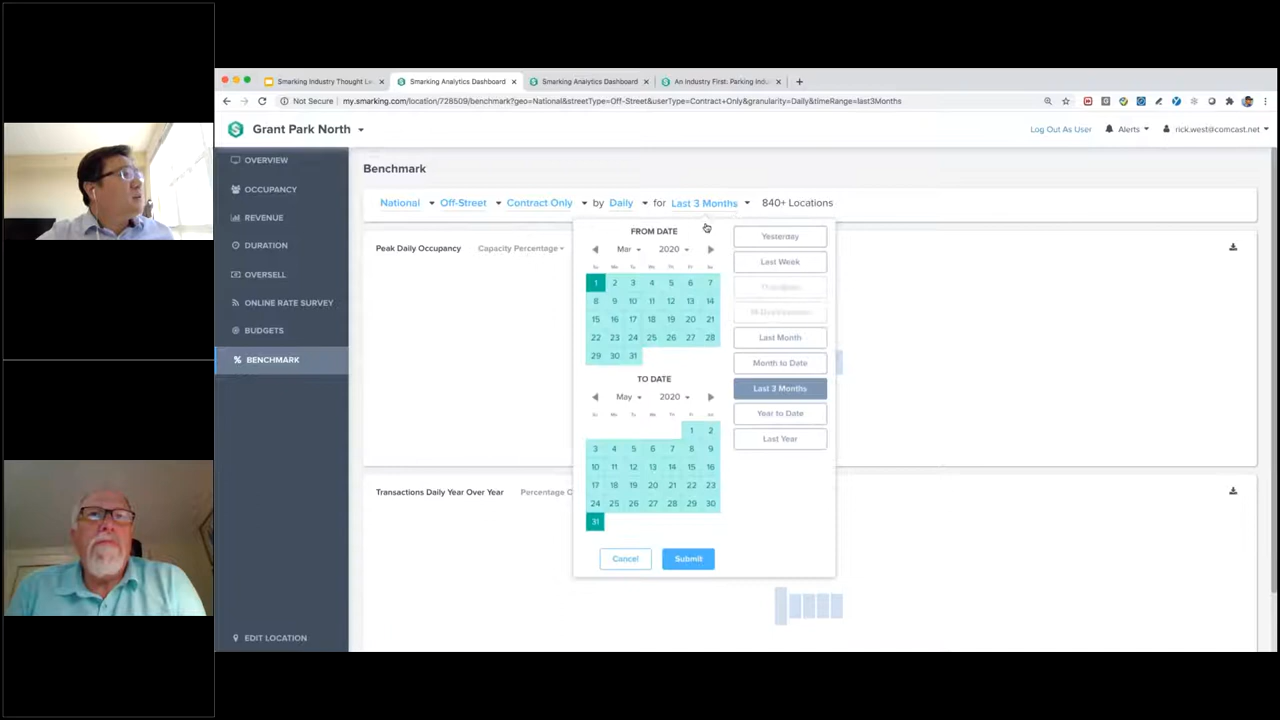 Smarking Industry Thought Le
Smarking Analytics Dashboard
Smarking Analytics Dashboard
An Industry First: Parking Indu
Not Secure
my.smarking.com/location/728509/benchmark?geo=National&streetType=Off-Street&userType=Contract+Only&granularity=Daily&timeRange=last3Months
Grant Park North
Log Out As User
Alerts
rick.west@comcast.net
OVERVIEW
OCCUPANCY
REVENUE
DURATION
OVERSELL
ONLINE RATE SURVEY
BUDGETS
BENCHMARK
EDIT LOCATION
Benchmark
National Off-Street Contract Only by Daily for Last 3 Months 840+ Locations
Peak Daily Occupancy
Capacity Percentage
FROM DATE
Mar 2020
1 2 3 4 5 6 7
8 9 10 11 12 13 14
15 16 17 18 19 20 21
22 23 24 25 26 27 28
29 30 31
TO DATE
May 2020
1 2
3 4 5 6 7 8 9
10 11 12 13 14 15 16
17 18 19 20 21 22 23
24 25 26 27 28 29 30
31
Cancel
Submit
Yesterday
Last Week
Last Month
Month to Date
Last 3 Months
Year to Date
Last Year
Transactions Daily Year Over Year
Percentage C